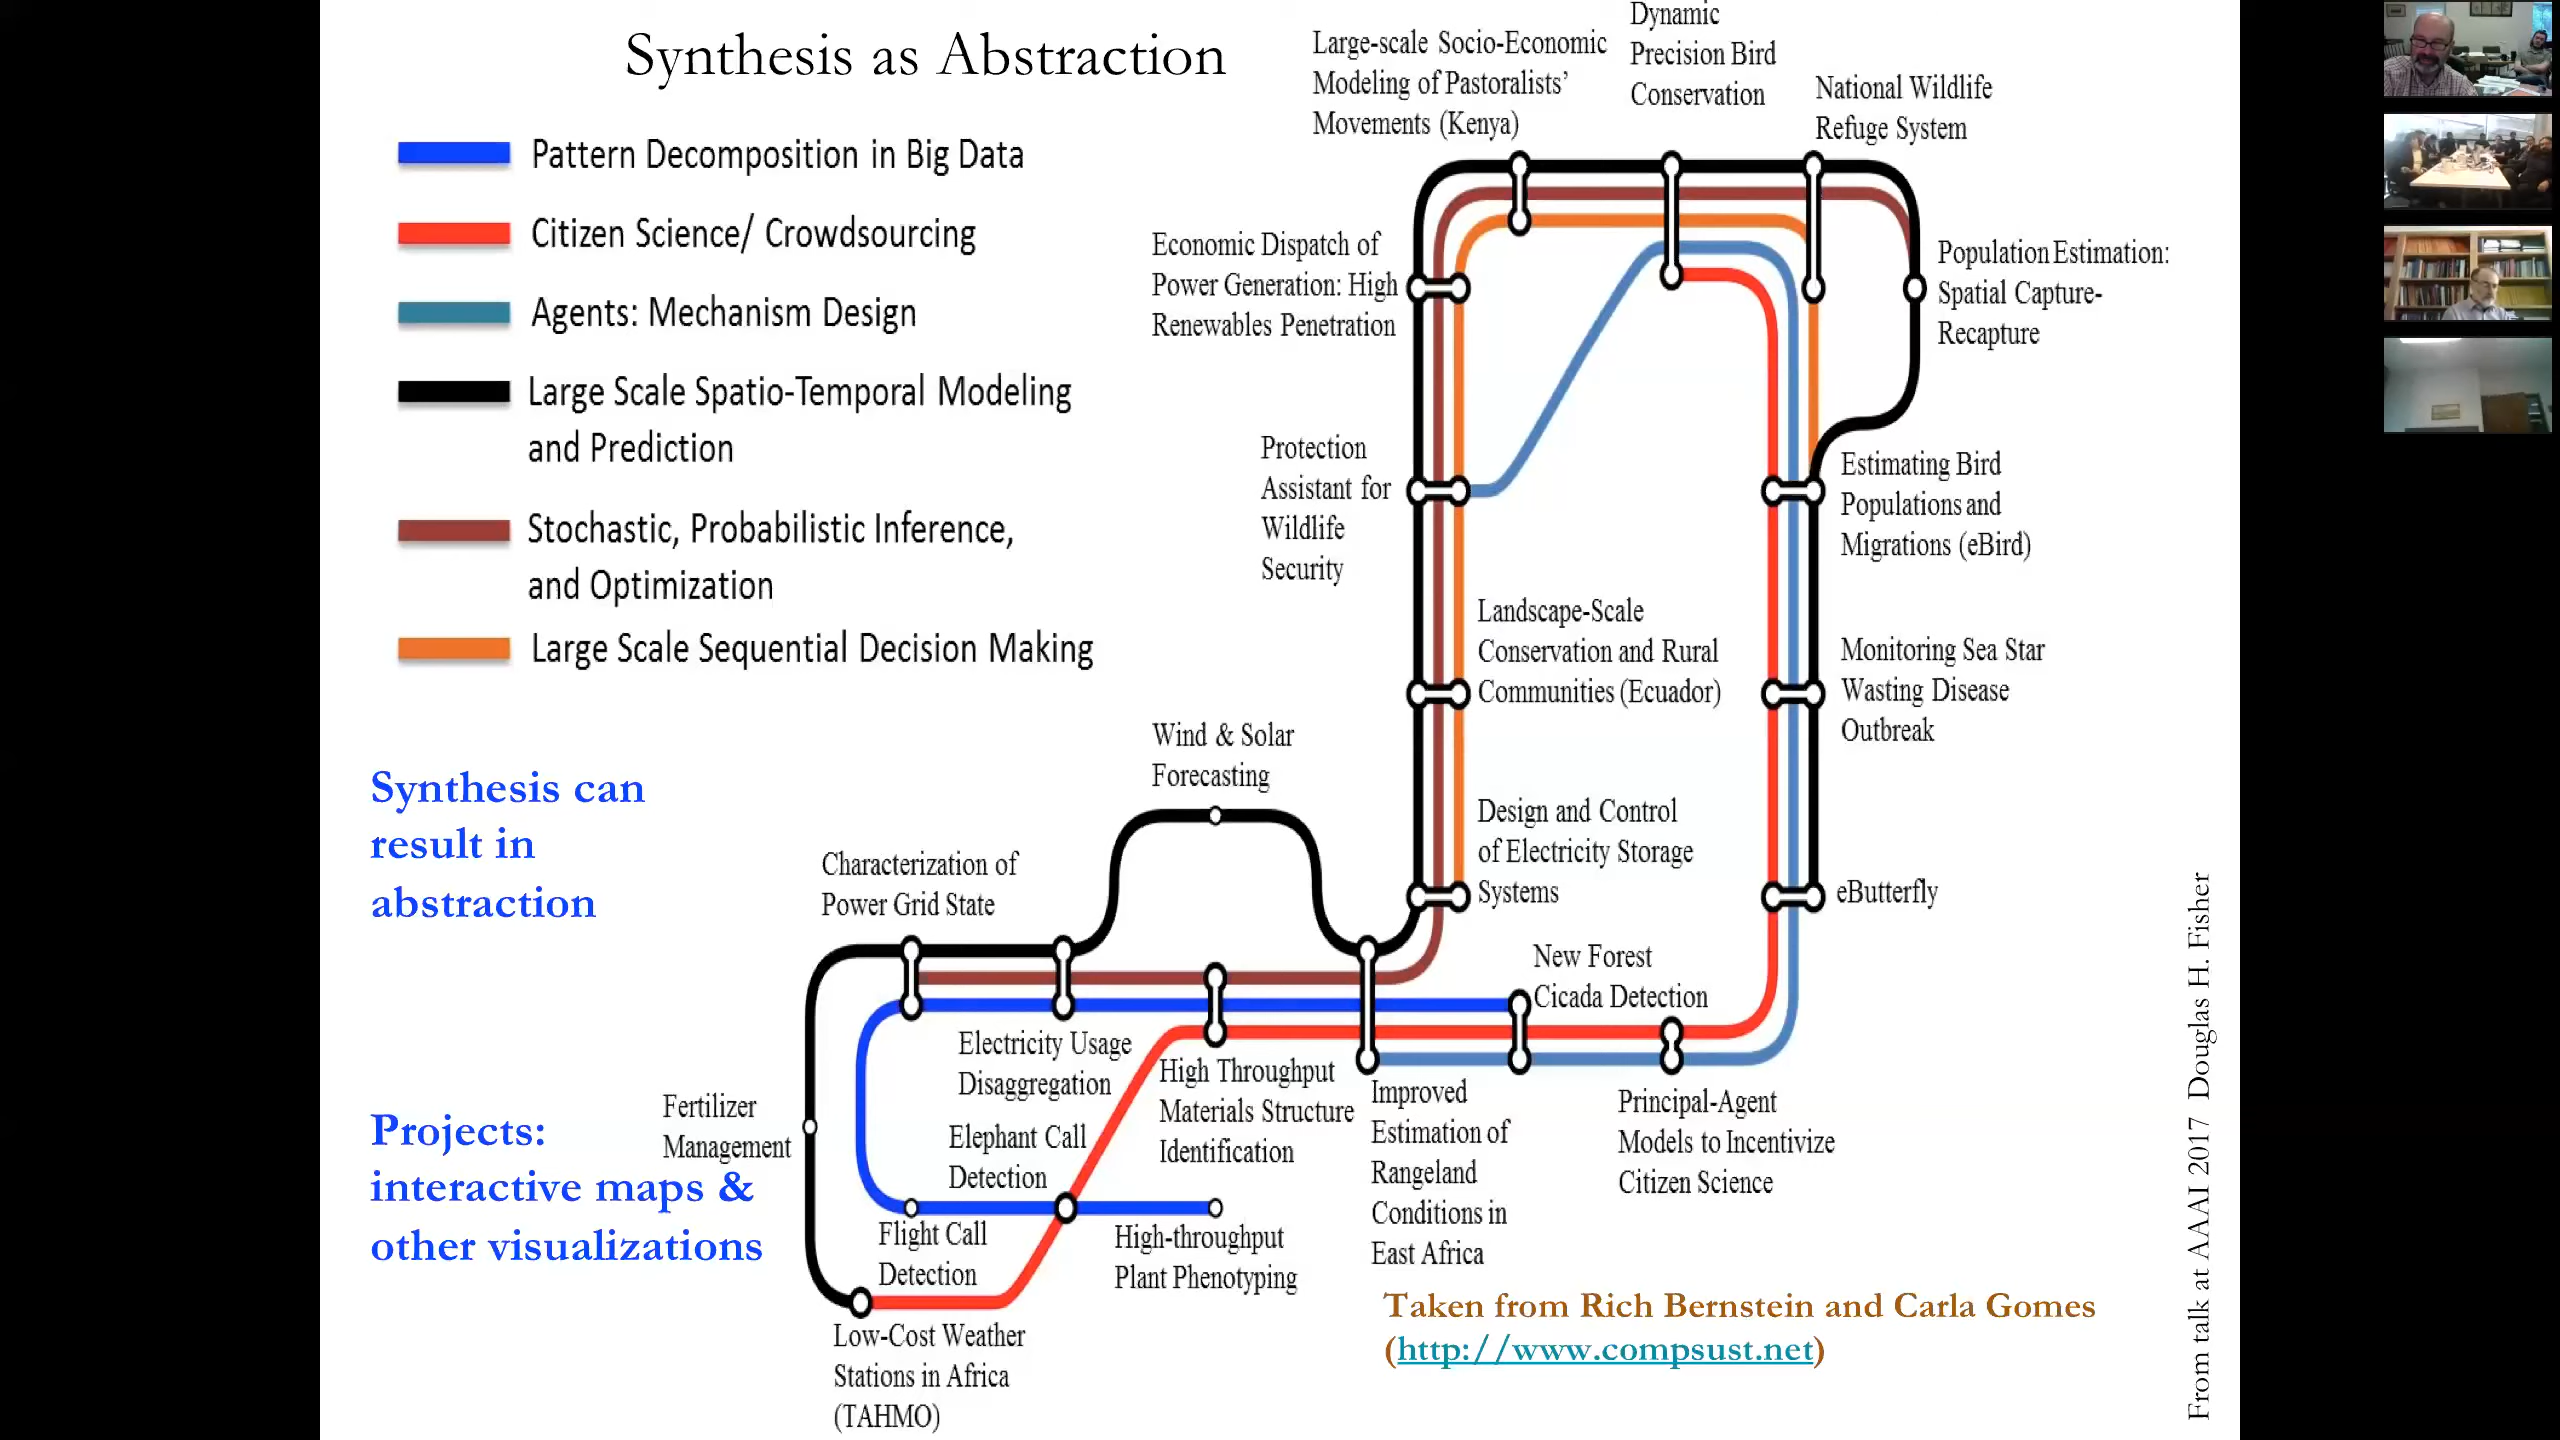 Synthesis as Abstraction
Pattern Decomposition in Big Data
Citizen Science/ Crowdsourcing
Agents: Mechanism Design
Large Scale Spatio-Temporal Modeling
and Prediction
Stochastic, Probabilistic Inference,
and Optimization
Large Scale Sequential Decision Making
Synthesis can
result in
abstraction
Projects:
interactive maps &
other visualizations
Large-scale Socio-Economic
Modeling of Pastoralists’
Movements (Kenya)
Dynamic
Precision Bird
Conservation
National Wildlife
Refuge System
Economic Dispatch of
Power Generation: High
Renewables Penetration
Population Estimation:
Spatial Capture-
Recapture
Protection
Assistant for
Wildlife
Security
Estimating Bird
Populations and
Migrations (eBird)
Landscape-Scale
Conservation and Rural
Communities (Ecuador)
Monitoring Sea Star
Wasting Disease
Outbreak
Wind & Solar
Forecasting
Design and Control
of Electricity Storage
Systems
eButterfly
Characterization of
Power Grid State
New Forest
Cicada Detection
Electricity Usage
Disaggregation
High Throughput
Materials Structure
Identification
Improved
Estimation of
Rangeland
Conditions in
East Africa
Principal-Agent
Models to Incentivize
Citizen Science
Fertilizer
Management
Elephant Call
Detection
Flight Call
Detection
High-throughput
Plant Phenotyping
Low-Cost Weather
Stations in Africa
(TAHMO)
Taken from Rich Bernstein and Carla Gomes
(http://www.compsust.net)
From talk at AAAI 2017 Douglas H. Fisher